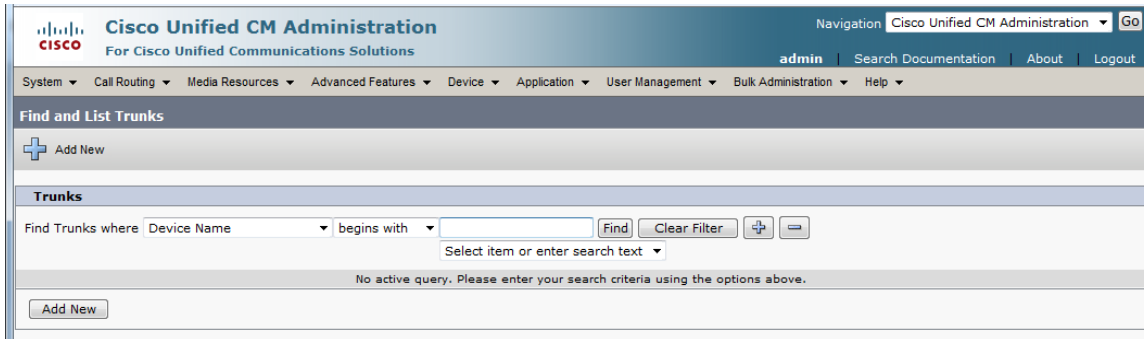 Cisco Unified CM Administration
CISCO
For Cisco Unified Communications Solutions
Navigation Cisco Unified CM Administration Go
admin | Search Documentation | About | Logout
System Call Routing Media Resources Advanced Features Device Application User Management Bulk Administration Help
Find and List Trunks
Add New
Trunks
Find Trunks where Device Name begins with Find Clear Filter
Select item or enter search text
No active query. Please enter your search criteria using the options above.
Add New